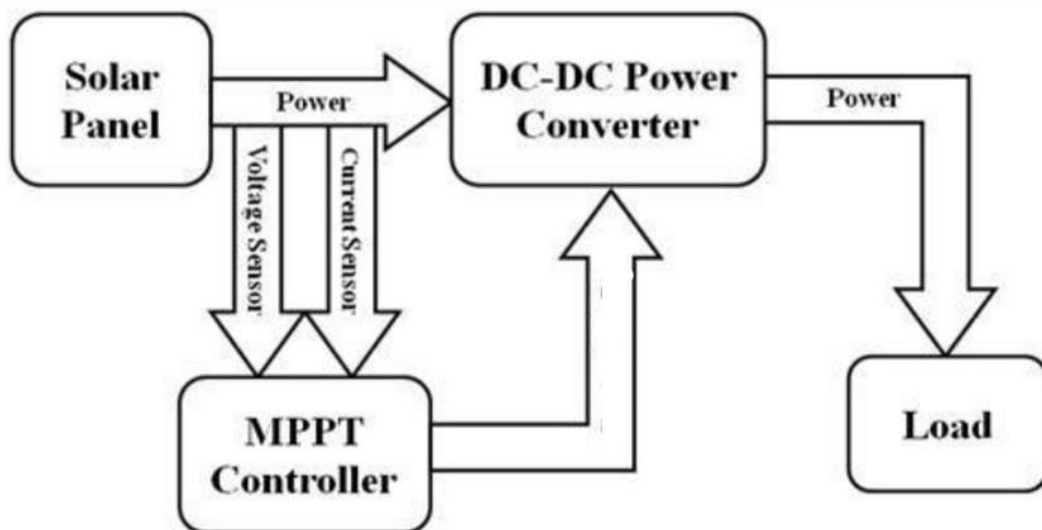 Solar
Panel
Power
DC-DC Power
Converter
Power
Voltage Sensor
Current Sensor
MPPT
Controller
Load